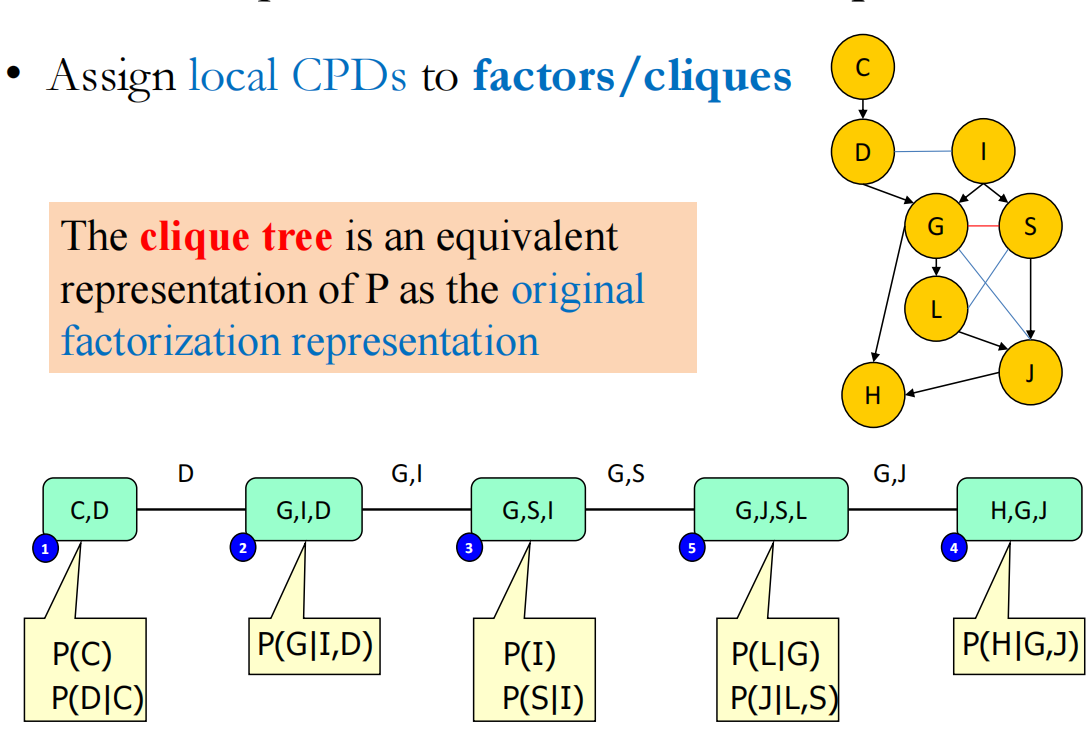 • Assign local CPDs to factors/cliques
The clique tree is an equivalent
representation of P as the original
factorization representation
C
D
I
G
S
L
J
H
D
G,I
G,S
G,J
C,D
G,I,D
G,S,I
G,J,S,L
H,G,J
1
2
3
5
4
P(C)
P(D|C)
P(G|I,D)
P(I)
P(S|I)
P(L|G)
P(J|L,S)
P(H|G,J)